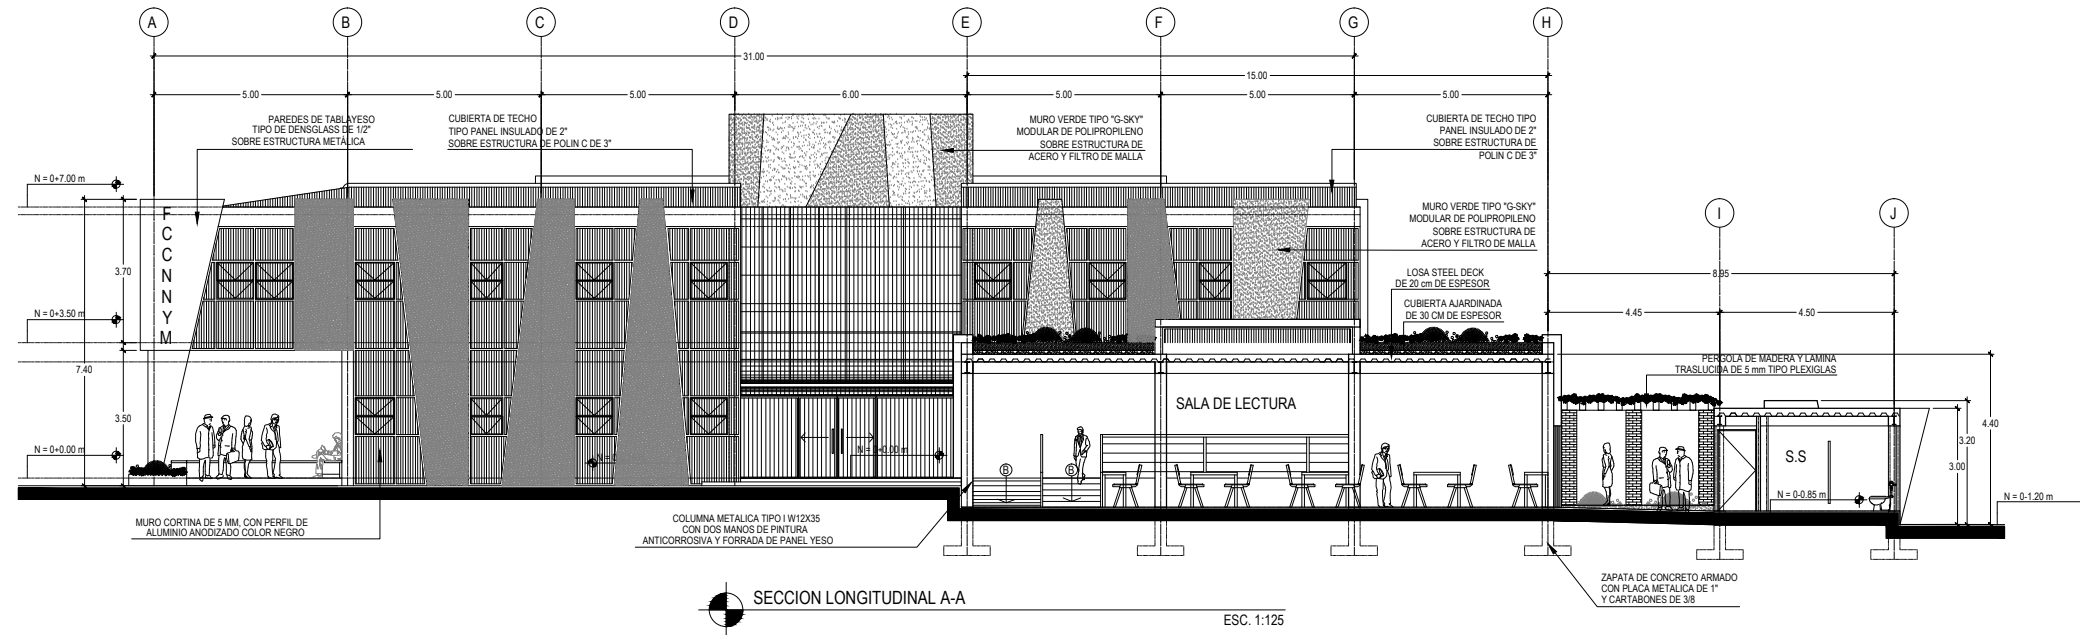 A B C D E F G H
31.00
15.00
5.00 5.00 5.00 6.00 5.00 5.00 5.00
PAREDES DE TABLAYESO
TIPO DE DENSGLASS DE 1/2"
SOBRE ESTRUCTURA METÁLICA
CUBIERTA DE TECHO
TIPO PANEL INSULADO DE 2"
SOBRE ESTRUCTURA DE POLIN C DE 3"
MURO VERDE TIPO "G-SKY"
MODULAR DE POLIPROPILENO
SOBRE ESTRUCTURA DE
ACERO Y FILTRO DE MALLA
CUBIERTA DE TECHO TIPO
PANEL INSULADO DE 2"
SOBRE ESTRUCTURA DE
POLIN C DE 3"
N = 0+7.00 m
MURO VERDE TIPO "G-SKY"
MODULAR DE POLIPROPILENO
SOBRE ESTRUCTURA DE
ACERO Y FILTRO DE MALLA
I J
F
C
C
N
N
Y
M
3.70
LOSA STEEL DECK
DE 20 cm DE ESPESOR
8.95
CUBIERTA AJARDINADA
DE 30 CM DE ESPESOR
N = 0+3.50 m
4.45 4.50
7.40
PERGOLA DE MADERA Y LAMINA
TRASLUCIDA DE 5 mm TIPO PLEXIGLAS
3.50
SALA DE LECTURA
4.40
3.20
3.00
N = 0+0.00 m
N = 0
N = 0+0.00 m
B B
S.S
N = 0-0.85 m
N = 0-1.20 m
MURO CORTINA DE 5 MM, CON PERFIL DE
ALUMINIO ANODIZADO COLOR NEGRO
COLUMNA METALICA TIPO I W12X35
CON DOS MANOS DE PINTURA
ANTICORROSIVA Y FORRADA DE PANEL YESO
ZAPATA DE CONCRETO ARMADO
CON PLACA METALICA DE 1"
Y CARTABONES DE 3/8
SECCION LONGITUDINAL A-A
ESC. 1:125